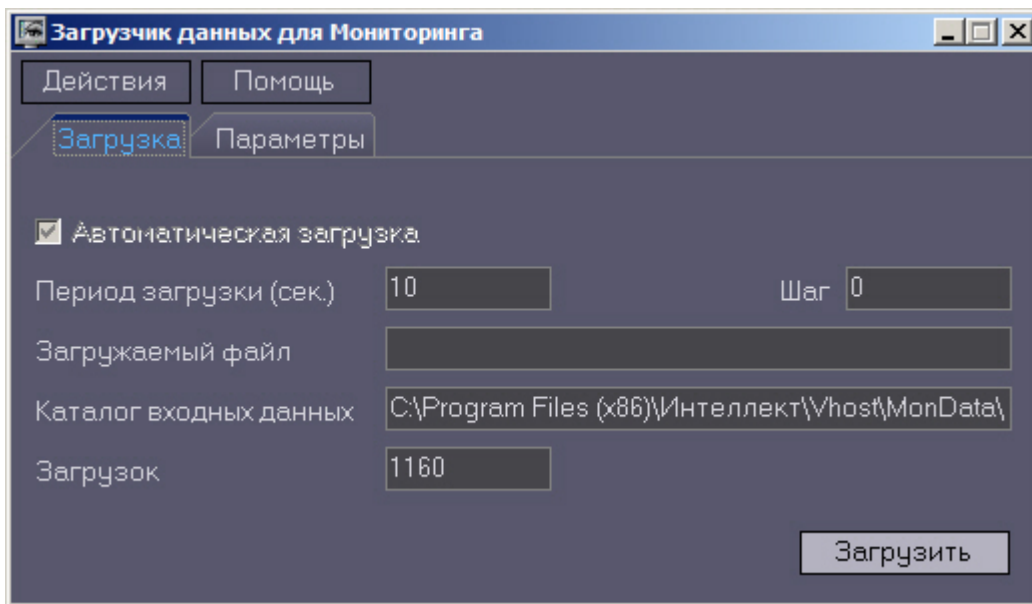 Загрузчик данных для Мониторинга
Действия Помощь
Загрузка Параметры
Автоматическая загрузка
Период загрузки (сек.) 10 Шаг 0
Загружаемый файл
Каталог входных данных C:\Program Files (x86)\Интеллект\Vhost\MonData\
Загрузок 1160
Загрузить